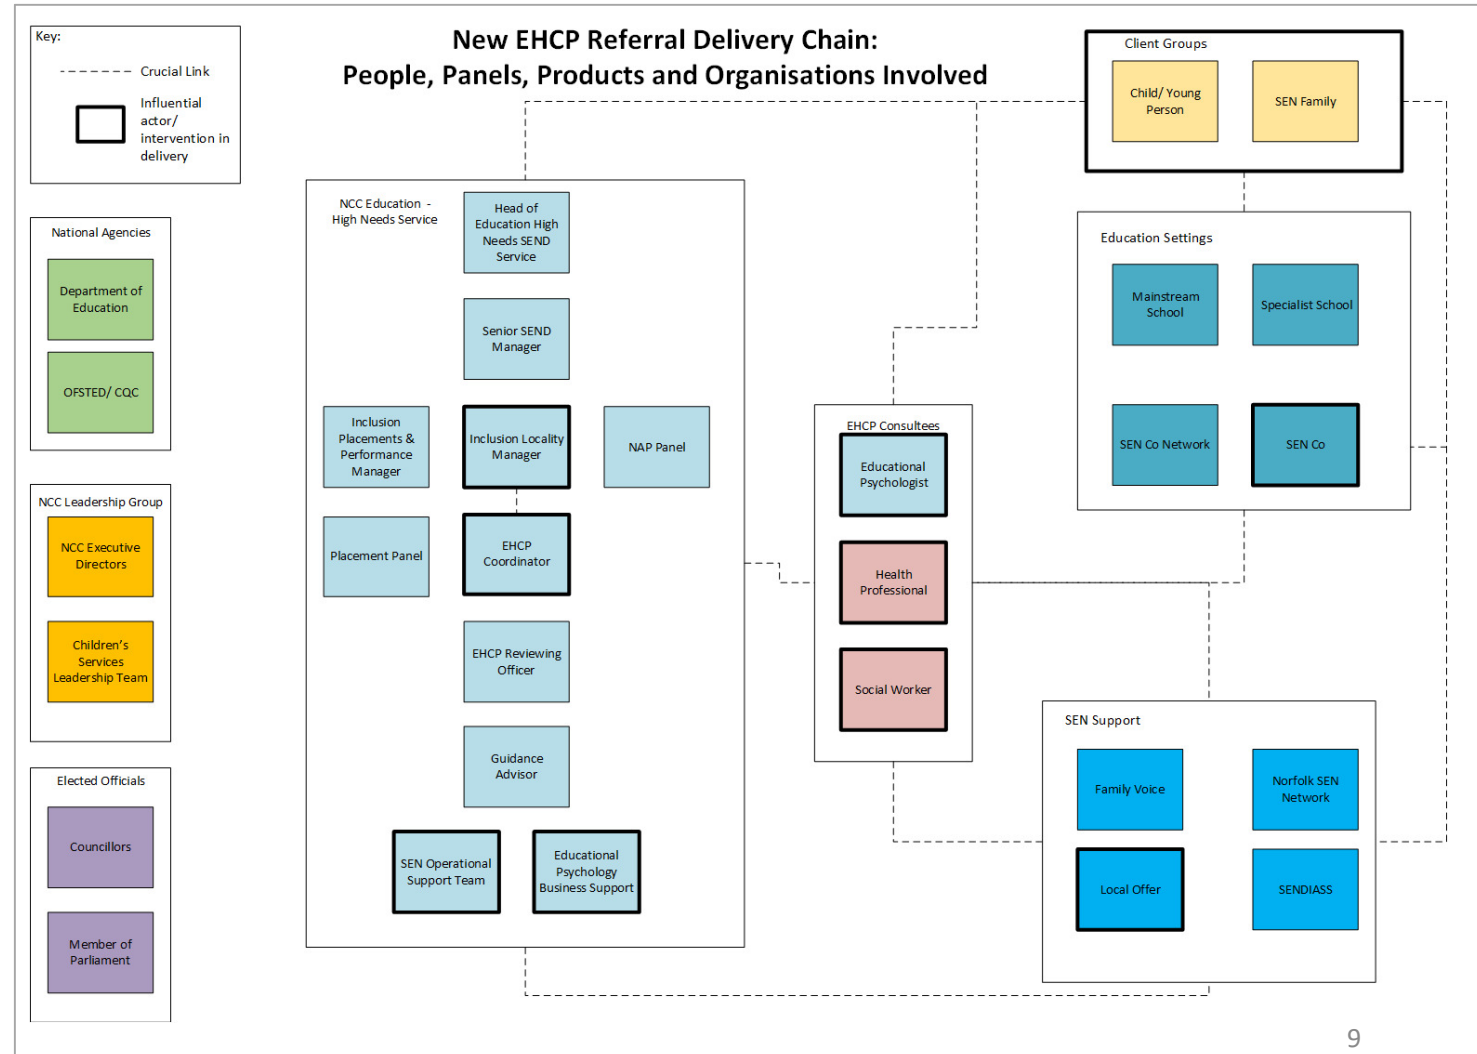 New EHCP Referral Delivery Chain:
People, Panels, Products and Organisations Involved
Key:
Crucial Link
Influential
actor/
intervention in
delivery
National Agencies
Department of
Education
OFSTED/ CQC
NCC Leadership Group
NCC Executive
Directors
Children's
Services
Leadership Team
Elected Officials
Councillors
Member of
Parliament
NCC Education -
High Needs Service
Head of
Education High
Needs SEND
Service
Senior SEND
Manager
Inclusion
Placements &
Performance
Manager
Inclusion Locality
Manager
NAP Panel
Placement Panel
EHCP
Coordinator
EHCP Reviewing
Officer
Guidance
Advisor
SEN Operational
Support Team
Educational
Psychology
Business Support
EHCP Consultees
Educational
Psychologist
Health
Professional
Social Worker
Client Groups
Child/ Young
Person
SEN Family
Education Settings
Mainstream
School
Specialist School
SEN Co Network
SEN Co
SEN Support
Family Voice
Norfolk SEN
Network
Local Offer
SENDIASS
9